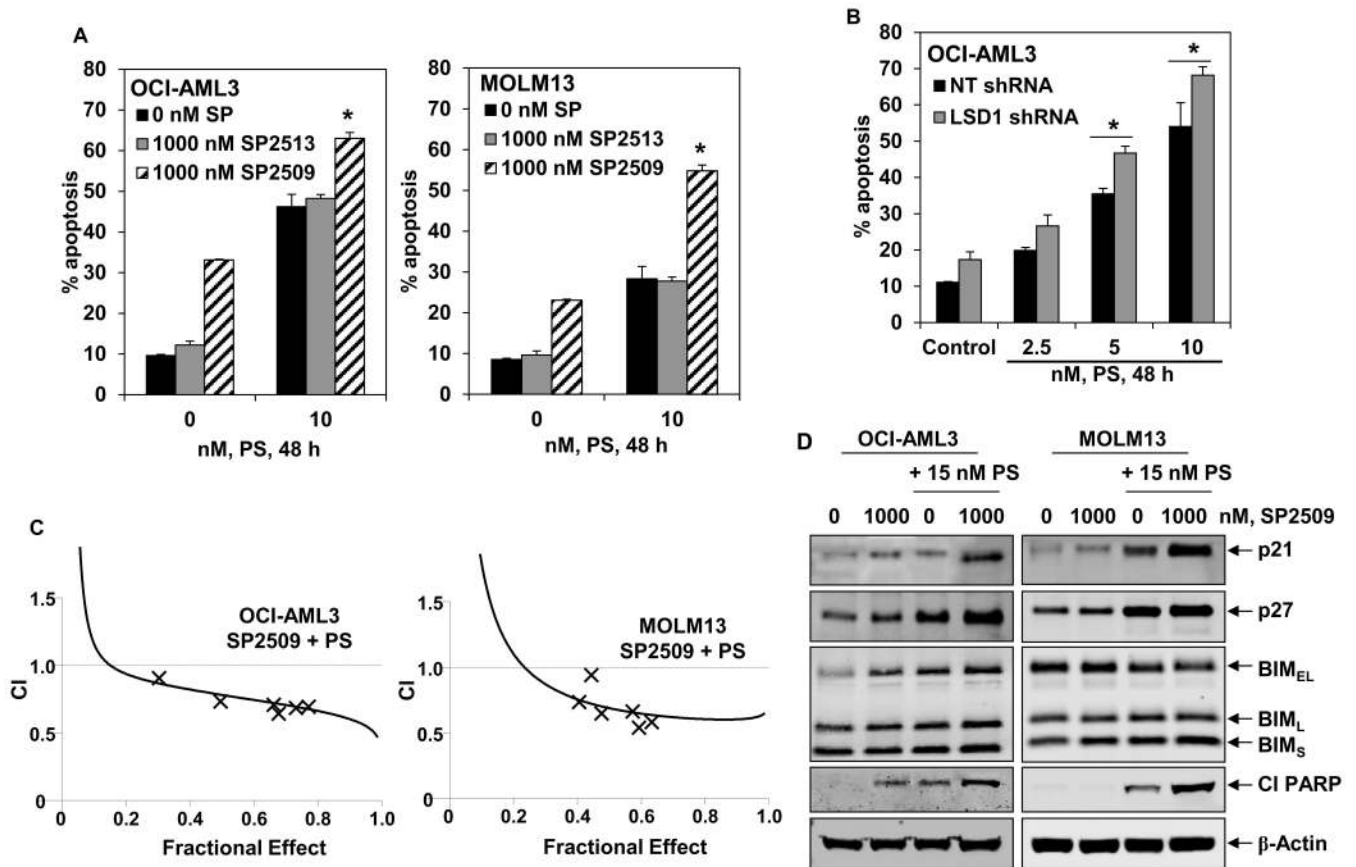 A
OCI-AML3
0 nM SP
1000 nM SP2513
1000 nM SP2509
*
% apoptosis
80
70
60
50
40
30
20
10
0
0 10
nM, PS, 48 h
MOLM13
0 nM SP
1000 nM SP2513
1000 nM SP2509
*
% apoptosis
80
70
60
50
40
30
20
10
0
0 10
nM, PS, 48 h
B
OCI-AML3
NT shRNA
LSD1 shRNA
*
*
% apoptosis
80
70
60
50
40
30
20
10
0
Control 2.5 5 10
nM, PS, 48 h
C
OCI-AML3
SP2509 + PS
CI
1.5
1.0
0.5
0
0 0.2 0.4 0.6 0.8 1.0
Fractional Effect
MOLM13
SP2509 + PS
CI
1.5
1.0
0.5
0
0 0.2 0.4 0.6 0.8 1.0
Fractional Effect
D
OCI-AML3 MOLM13
+ 15 nM PS + 15 nM PS
0 1000 0 1000 0 1000 0 1000 nM, SP2509
p21
p27
BIM_EL
BIM_L
BIM_S
Cl PARP
β-Actin